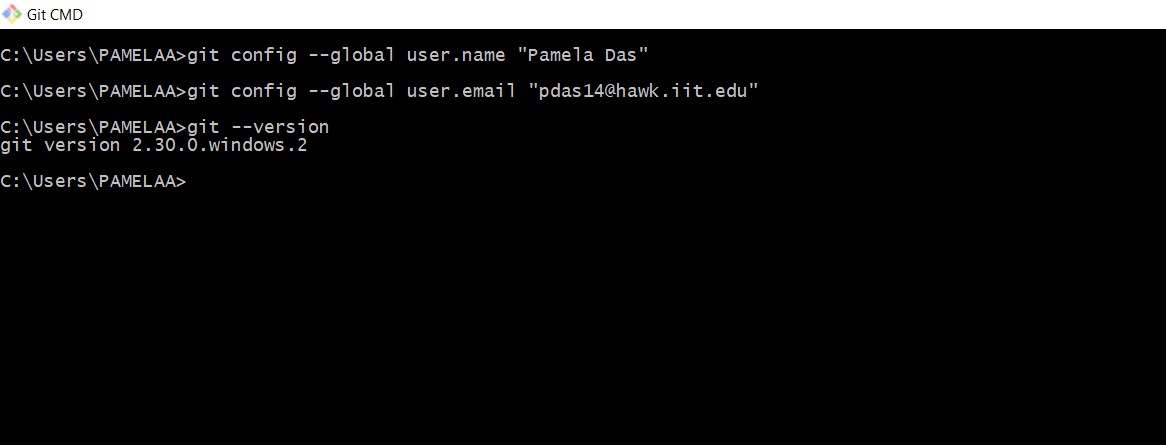 Git CMD
C:\Users\PAMELAA>git config --global user.name "Pamela Das"
C:\Users\PAMELAA>git config --global user.email "pdas14@hawk.iit.edu"
C:\Users\PAMELAA>git --version
git version 2.30.0.windows.2
C:\Users\PAMELAA>